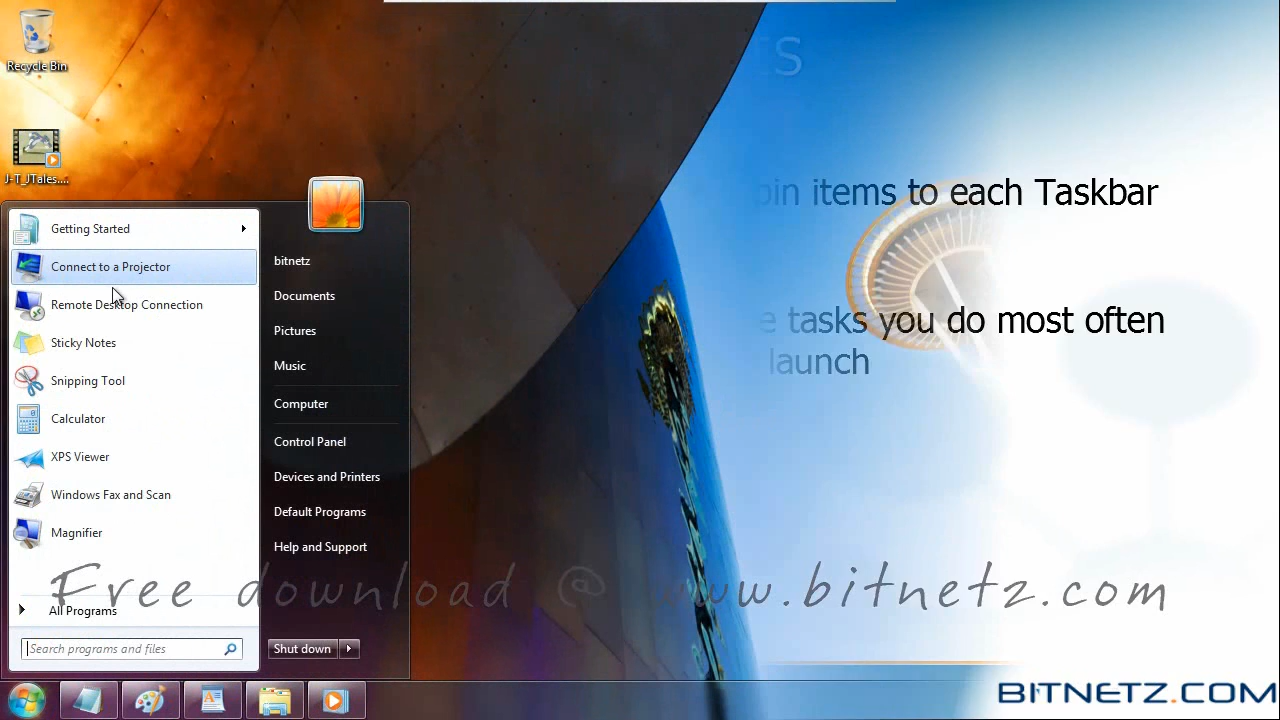 TS
Recycle Bin
J-T_JTales....
pin items to each Taskbar
e tasks you do most often
launch
Getting Started
Connect to a Projector
Remote Desktop Connection
Sticky Notes
Snipping Tool
Calculator
XPS Viewer
Windows Fax and Scan
Magnifier
All Programs
Search programs and files
bitnetz
Documents
Pictures
Music
Computer
Control Panel
Devices and Printers
Default Programs
Help and Support
Shut down
Free download @ www.bitnetz.com
BITNETZ.COM